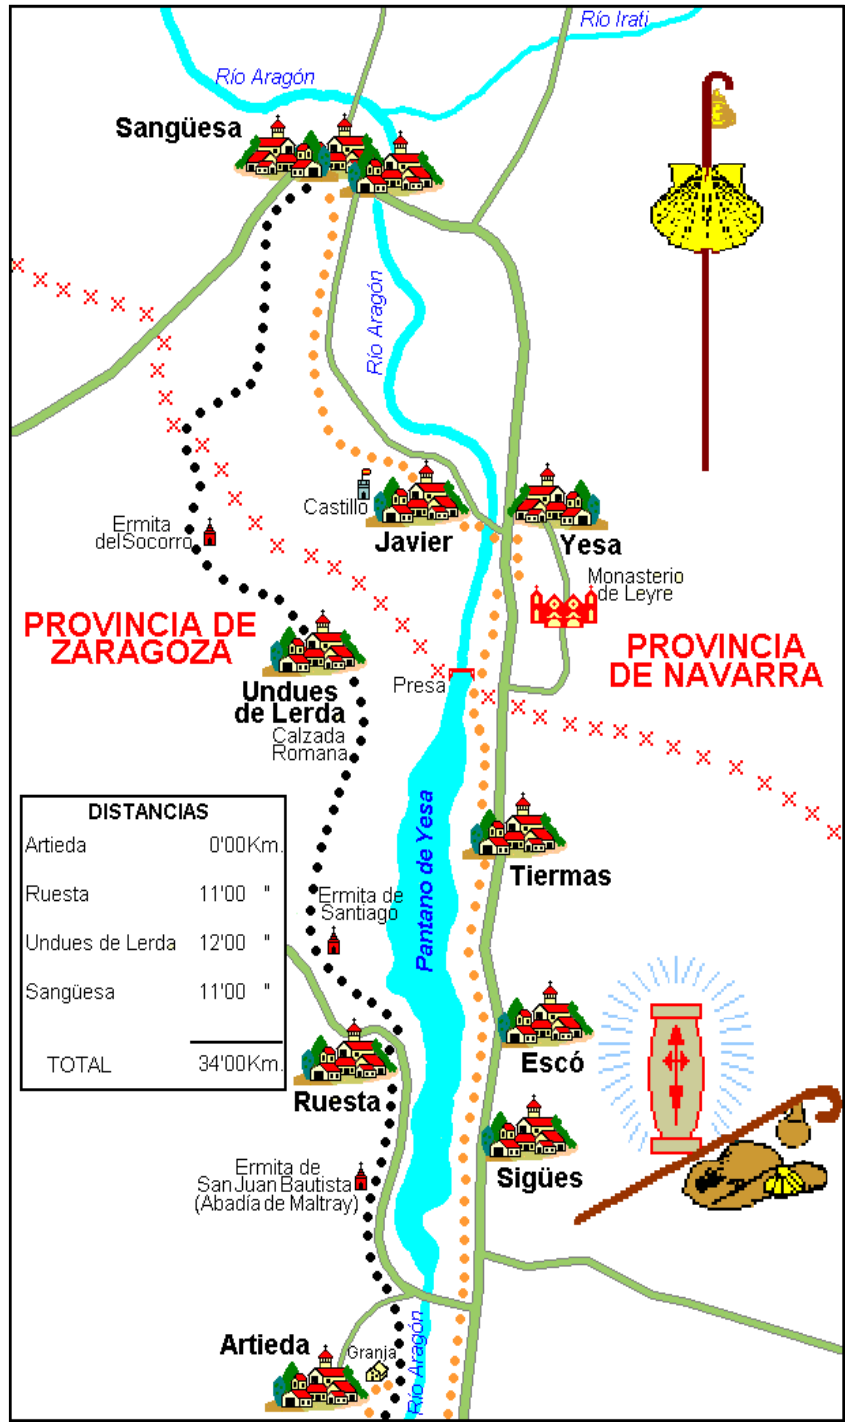 Río Irati
Río Aragón
Sangüesa
Río Aragón
Castillo
Javier
Yesa
Ermita
del Socorro
Monasterio
de Leyre
PROVINCIA DE
ZARAGOZA
PROVINCIA
DE NAVARRA
Presa
Undues
de Lerda
Calzada
Romana
Pantano de Yesa
DISTANCIAS
Artieda 0'00Km.
Ruesta 11'00 "
Undues de Lerda 12'00 "
Sangüesa 11'00 "
TOTAL 34'00Km.
Tiermas
Ermita de
Santiago
Escó
Ruesta
Sigües
Ermita de
San Juan Bautista
(Abadía de Maltray)
Artieda
Granja
Río Aragón